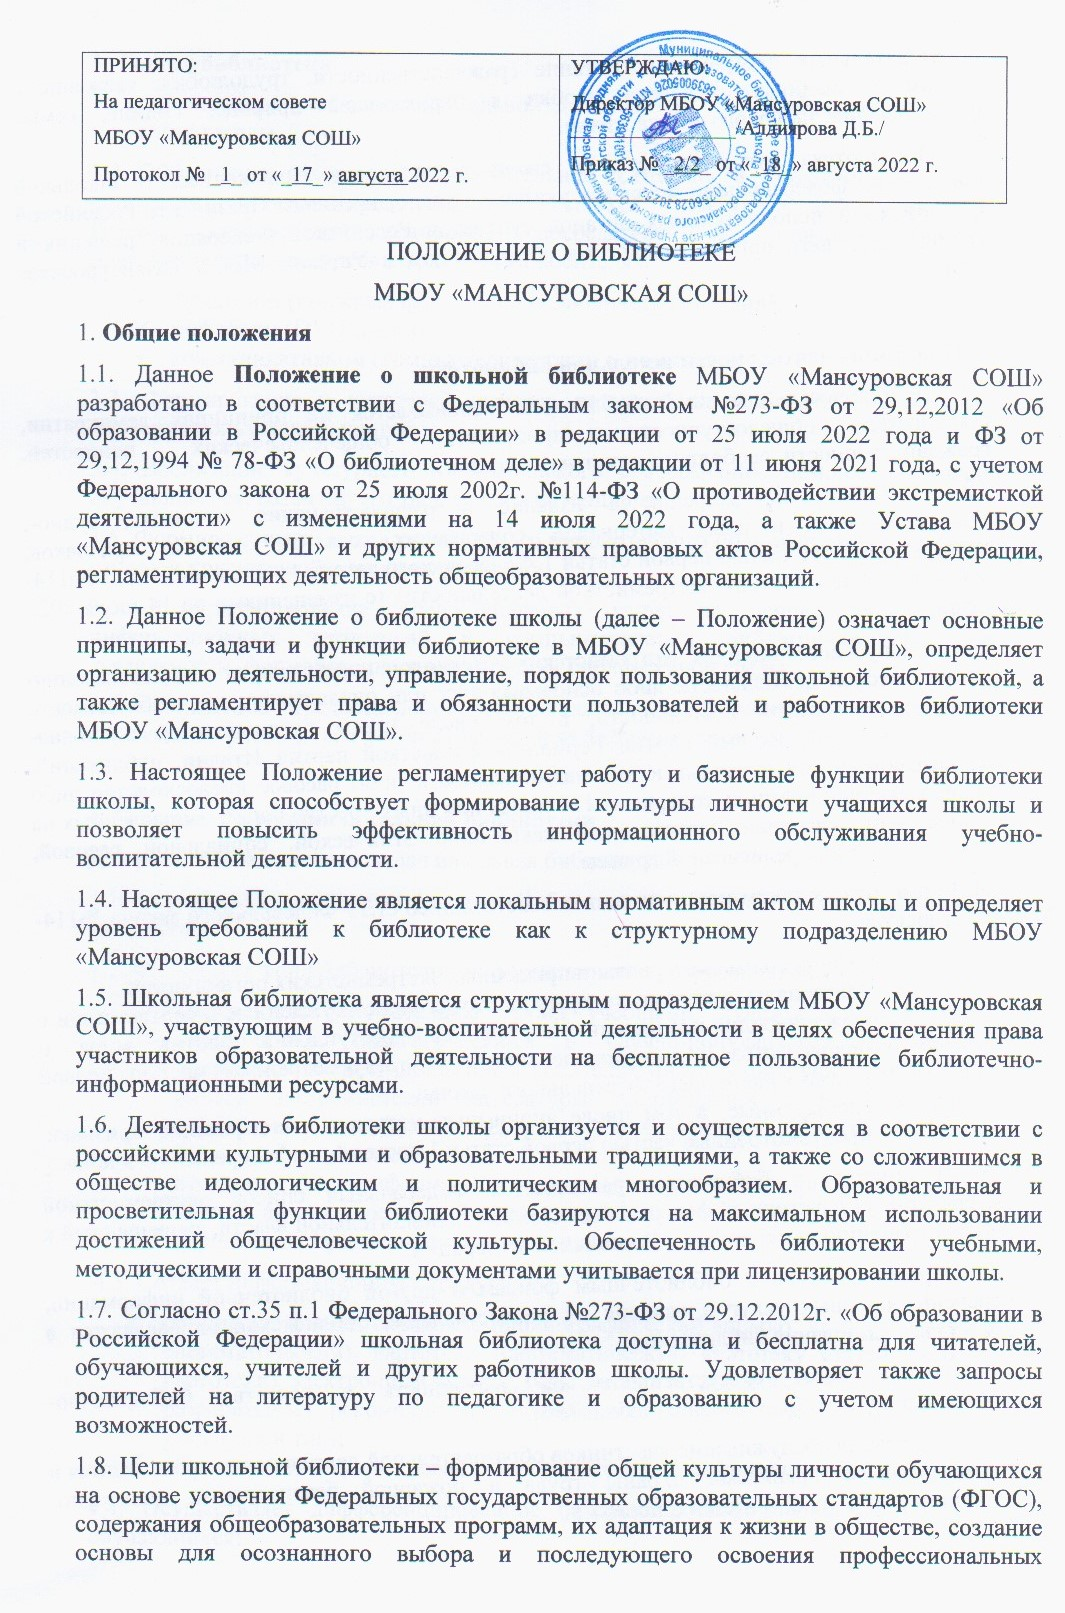 ПРИНЯТО:
На педагогическом совете
МБОУ «Мансуровская СОШ»
Протокол № _1_ от «_17_» августа 2022 г.
УТВЕРЖДАЮ:
Директор МБОУ «Мансуровская СОШ»
/Алдиярова Д.Б./
Приказ № _2/2_ от «_18_» августа 2022 г.
ПОЛОЖЕНИЕ О БИБЛИОТЕКЕ
МБОУ «МАНСУРОВСКАЯ СОШ»
1. Общие положения
1.1. Данное Положение о школьной библиотеке МБОУ «Мансуровская СОШ»
разработано в соответствии с Федеральным законом №273-ФЗ от 29,12,2012 «Об
образовании в Российской Федерации» в редакции от 25 июля 2022 года и ФЗ от
29,12,1994 № 78-ФЗ «О библиотечном деле» в редакции от 11 июня 2021 года, с учетом
Федерального закона от 25 июля 2002г. №114-ФЗ «О противодействии экстремисткой
деятельности» с изменениями на 14 июля 2022 года, а также Устава МБОУ
«Мансуровская СОШ» и других нормативных правовых актов Российской Федерации,
регламентирующих деятельность общеобразовательных организаций.
1.2. Данное Положение о библиотеке школы (далее – Положение) означает основные
принципы, задачи и функции библиотеке в МБОУ «Мансуровская СОШ», определяет
организацию деятельности, управление, порядок пользования школьной библиотекой, а
также регламентирует права и обязанности пользователей и работников библиотеки
МБОУ «Мансуровская СОШ».
1.3. Настоящее Положение регламентирует работу и базисные функции библиотеки
школы, которая способствует формирование культуры личности учащихся школы и
позволяет повысить эффективность информационного обслуживания учебно-
воспитательной деятельности.
1.4. Настоящее Положение является локальным нормативным актом школы и определяет
уровень требований к библиотеке как к структурному подразделению МБОУ
«Мансуровская СОШ»
1.5. Школьная библиотека является структурным подразделением МБОУ «Мансуровская
СОШ», участвующим в учебно-воспитательной деятельности в целях обеспечения права
участников образовательной деятельности на бесплатное пользование библиотечно-
информационными ресурсами.
1.6. Деятельность библиотеки школы организуется и осуществляется в соответствии с
российскими культурными и образовательными традициями, а также со сложившимся в
обществе идеологическим и политическим многообразием. Образовательная и
просветительная функции библиотеки базируются на максимальном использовании
достижений общечеловеческой культуры. Обеспеченность библиотеки учебными,
методическими и справочными документами учитывается при лицензировании школы.
1.7. Согласно ст.35 п.1 Федерального Закона №273-ФЗ от 29.12.2012г. «Об образовании в
Российской Федерации» школьная библиотека доступна и бесплатна для читателей,
обучающихся, учителей и других работников школы. Удовлетворяет также запросы
родителей на литературу по педагогике и образованию с учетом имеющихся
возможностей.
1.8. Цели школьной библиотеки – формирование общей культуры личности обучающихся
на основе усвоения Федеральных государственных образовательных стандартов (ФГОС),
содержания общеобразовательных программ, их адаптация к жизни в обществе, создание
основы для осознанного выбора и последующего освоения профессиональных